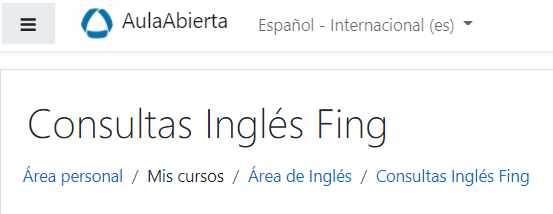 AulaAbierta Español - Internacional (es)
Consultas Inglés Fing
Área personal / Mis cursos / Área de Inglés / Consultas Inglés Fing